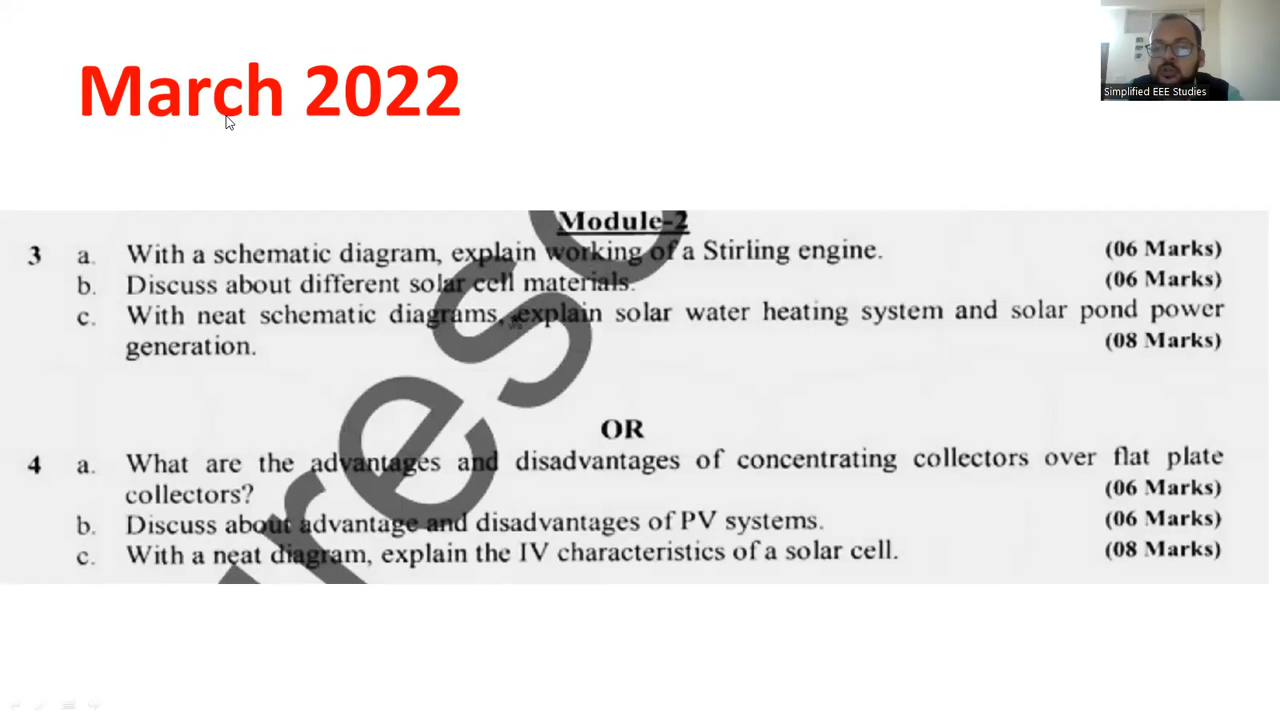 March 2022
Simplified EEE Studies
Module-2
3 a. With a schematic diagram, explain working of a Stirling engine. (06 Marks)
b. Discuss about different solar cell materials. (06 Marks)
c. With neat schematic diagrams, explain solar water heating system and solar pond power
generation. (08 Marks)
OR
4 a. What are the advantages and disadvantages of concentrating collectors over flat plate
collectors? (06 Marks)
b. Discuss about advantage and disadvantages of PV systems. (06 Marks)
c. With a neat diagram, explain the IV characteristics of a solar cell. (08 Marks)